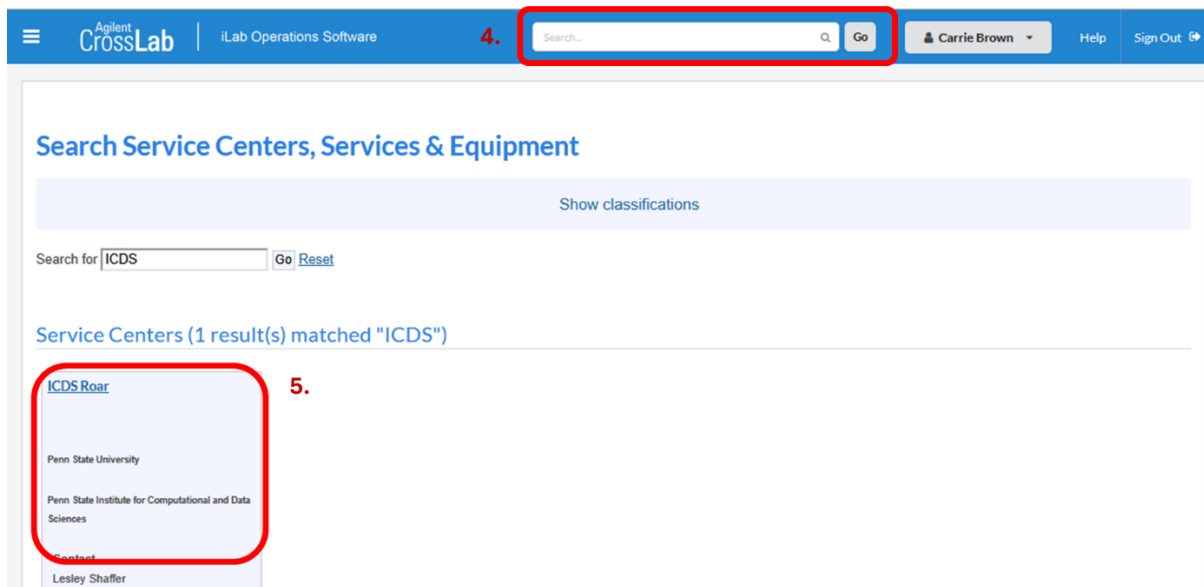 Agilent
CrossLab
iLab Operations Software
4.
Search...
Go
Carrie Brown
Help
Sign Out
Search Service Centers, Services & Equipment
Show classifications
Search for ICDS Go Reset
Service Centers (1 result(s) matched "ICDS")
ICDS Roar
5.
Penn State University
Penn State Institute for Computational and Data
Sciences
Contact
Lesley Shaffer